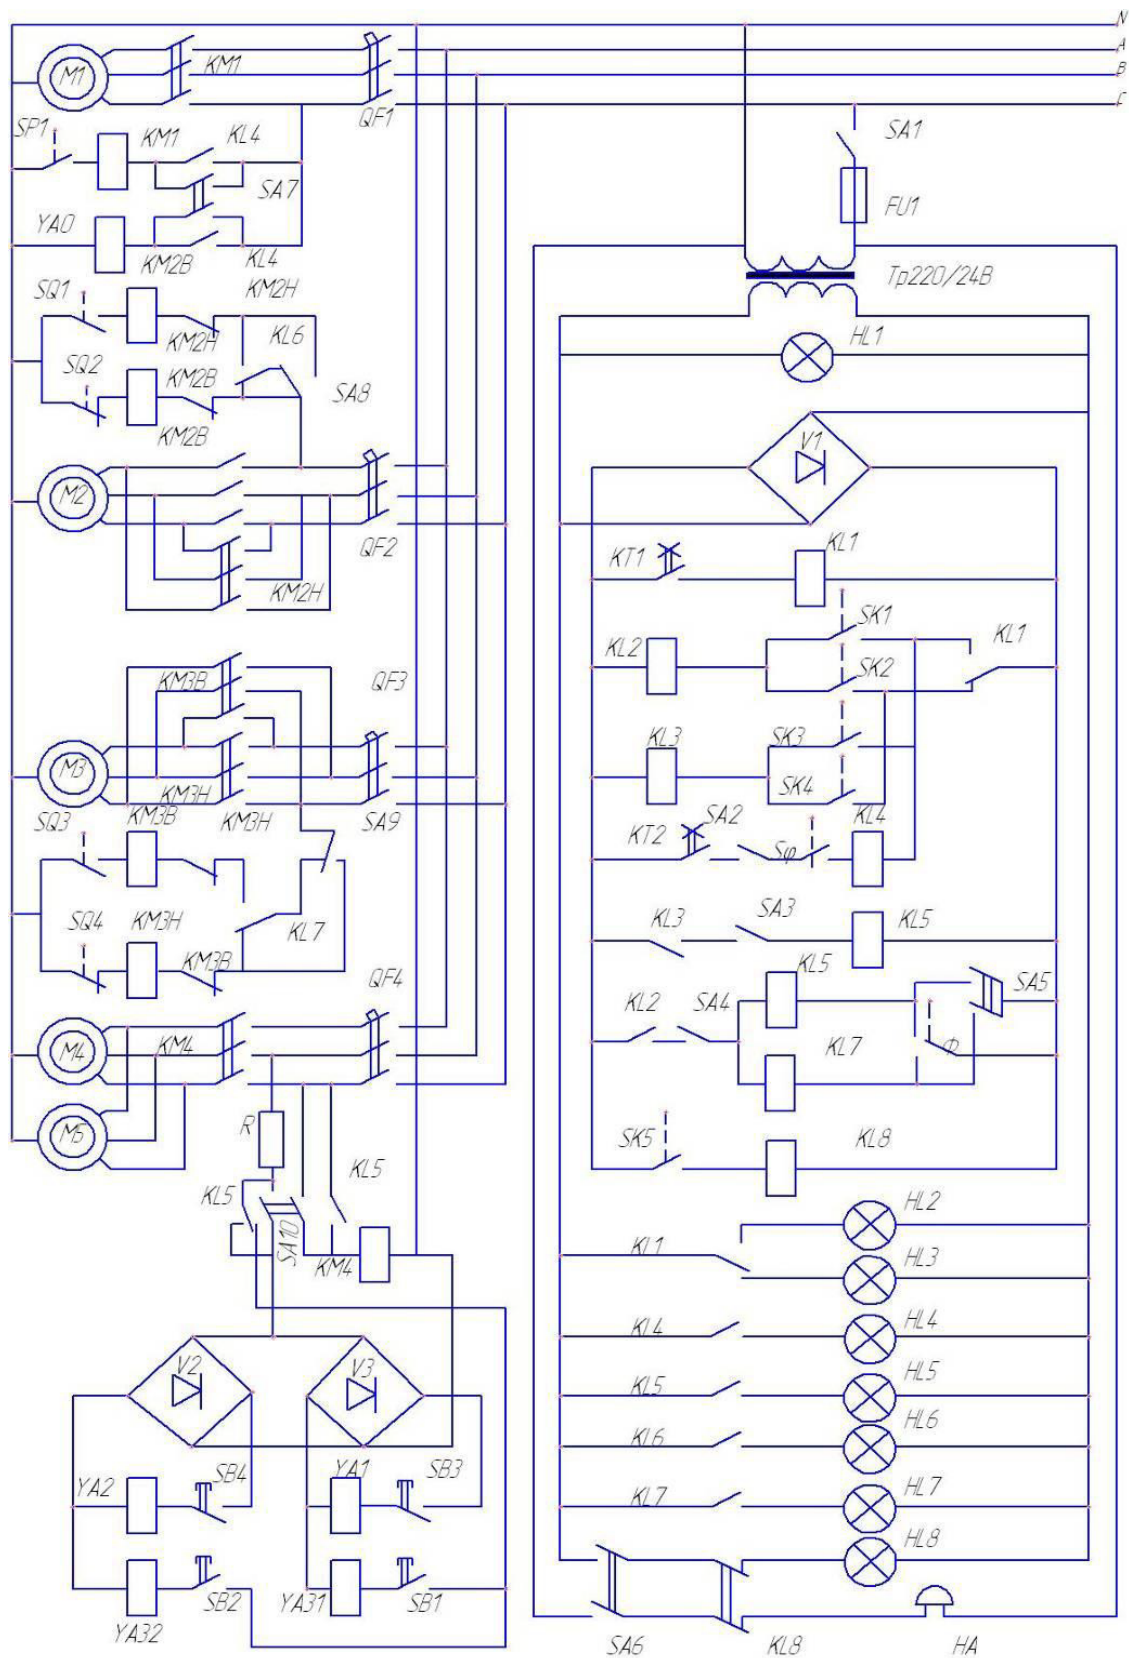 N
A
B
C
M1
KM1
QF1
SP1
KM1
KL4
SA7
YA0
KM2B
KL4
KM2H
SQ1
KM2H
KL6
SQ2
KM2B
SA8
KM2B
M2
QF2
KM2H
KM3B
QF3
M3
KM3H
SQ3
KM3B
KM3H
SA9
SQ4
KM3H
KL7
KM3B
QF4
M4
KM4
M5
R
KL5
KL5
SA10
KM4
V2
V3
YA2
SB4
YA1
SB3
YA32
SB2
YA31
SB1
SA1
FU1
Тр220/24В
HL1
V1
KT1
KL1
SK1
KL2
KL1
SK2
KL3
SK3
SK4
KT2
SA2
Sφ
KL4
KL3
SA3
KL5
KL5
SA5
KL2
SA4
KL7
Ф
SK5
KL8
HL2
KL1
HL3
KL4
HL4
KL5
HL5
KL6
HL6
KL7
HL7
HL8
SA6
KL8
HA